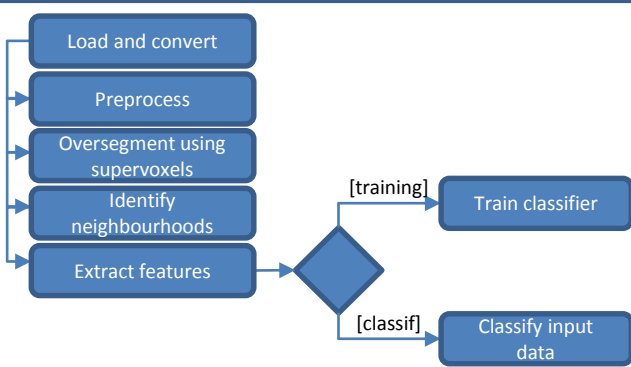 Load and convert
Preprocess
Oversegment using
supervoxels
Identify
neighbourhoods
Extract features
[training]
Train classifier
[classif]
Classify input
data